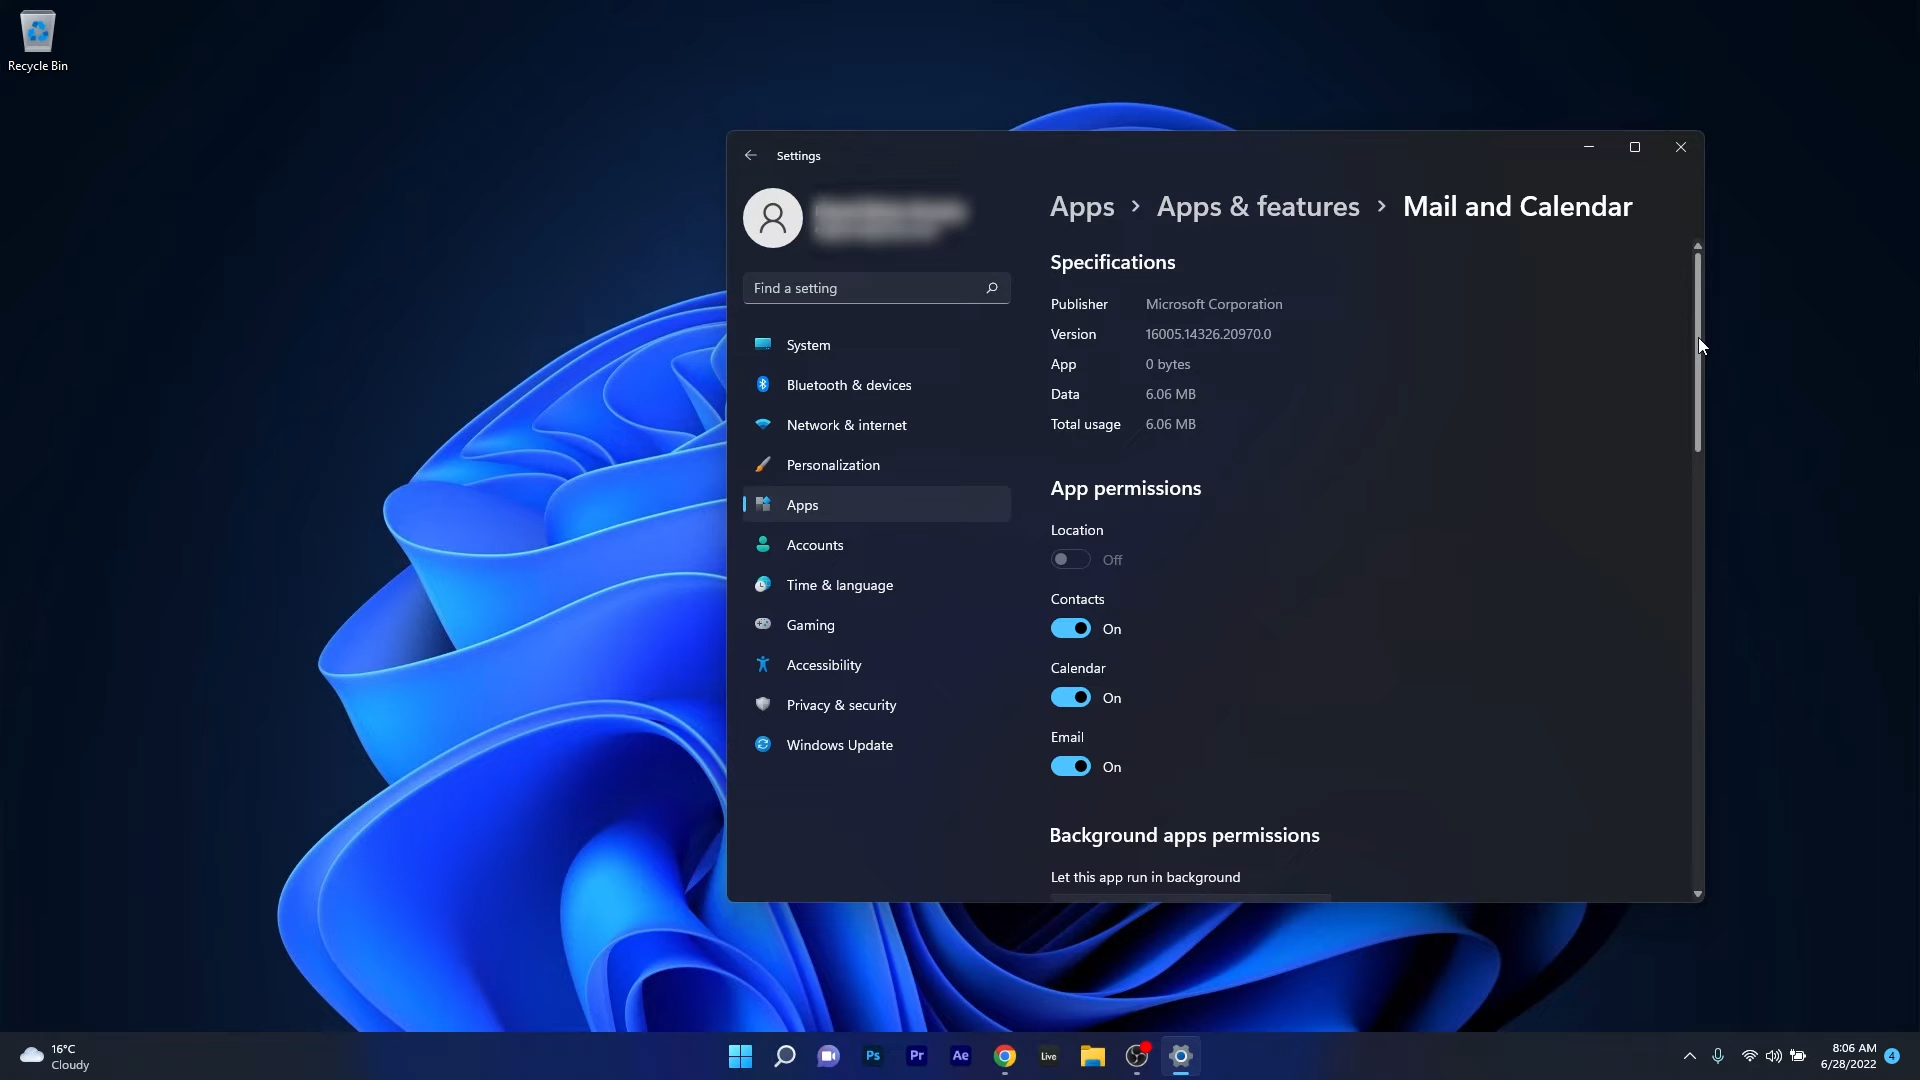 Recycle Bin
Settings
Find a setting
System
Bluetooth & devices
Network & internet
Personalization
Apps
Accounts
Time & language
Gaming
Accessibility
Privacy & security
Windows Update
Apps › Apps & features › Mail and Calendar
Specifications
Publisher Microsoft Corporation
Version 16005.14326.20970.0
App 0 bytes
Data 6.06 MB
Total usage 6.06 MB
App permissions
Location
Off
Contacts
On
Calendar
On
Email
On
Background apps permissions
Let this app run in background
16°C
Cloudy
Ps
Pr
Ae
Live
8:06 AM
6/28/2022
4